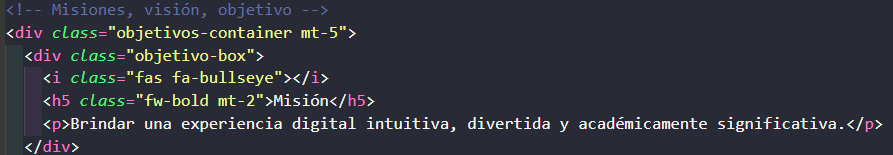 <!-- Misiones, visión, objetivo -->
<div class="objetivos-container mt-5">
<div class="objetivo-box">
<i class="fas fa-bullseye"></i>
<h5 class="fw-bold mt-2">Misión</h5>
<p>Brindar una experiencia digital intuitiva, divertida y académicamente significativa.</p>
</div>